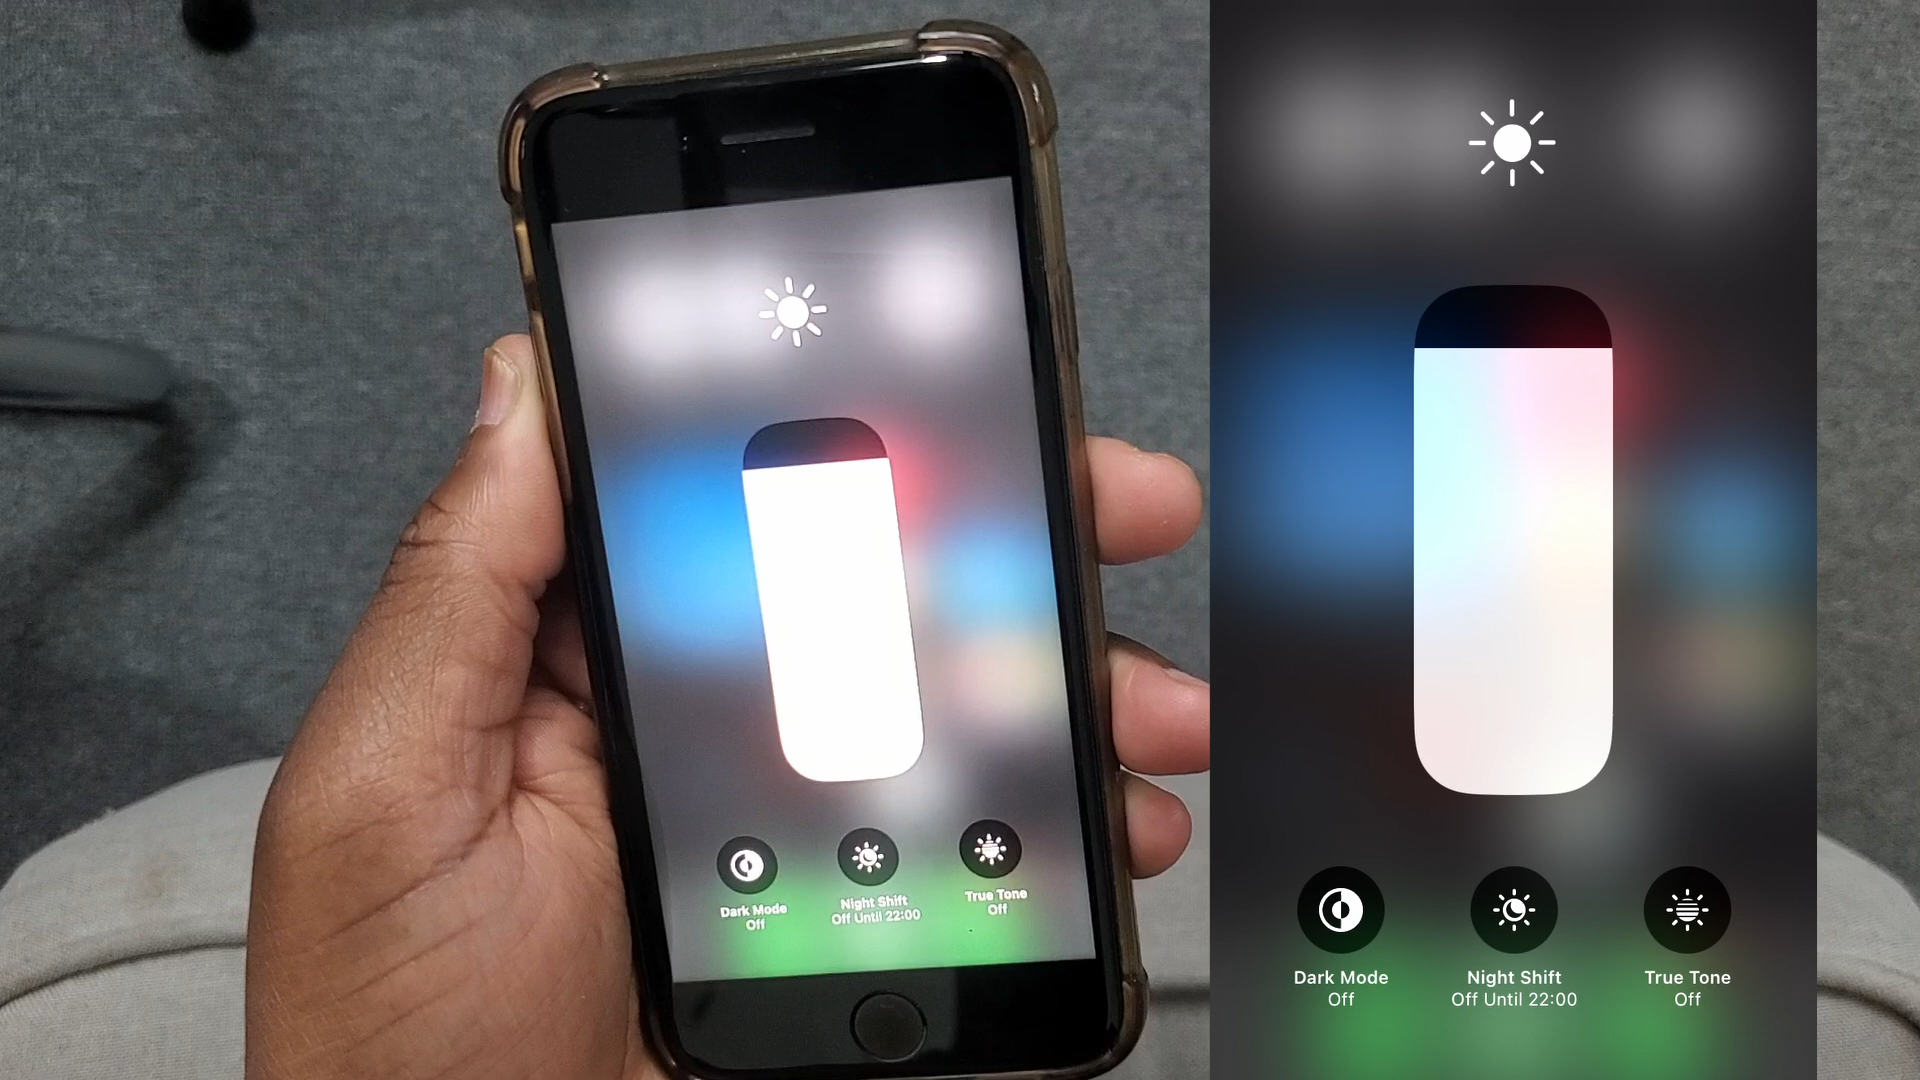 Dark Mode
Off
Night Shift
Off Until 22:00
True Tone
Off
Dark Mode
Off
Night Shift
Off Until 22:00
True Tone
Off